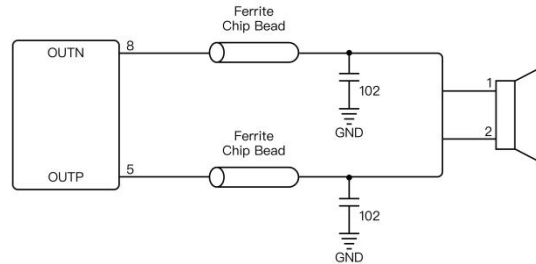 Ferrite
Chip Bead
OUTN
8
102
GND
1
2
Ferrite
Chip Bead
OUTP
5
102
GND